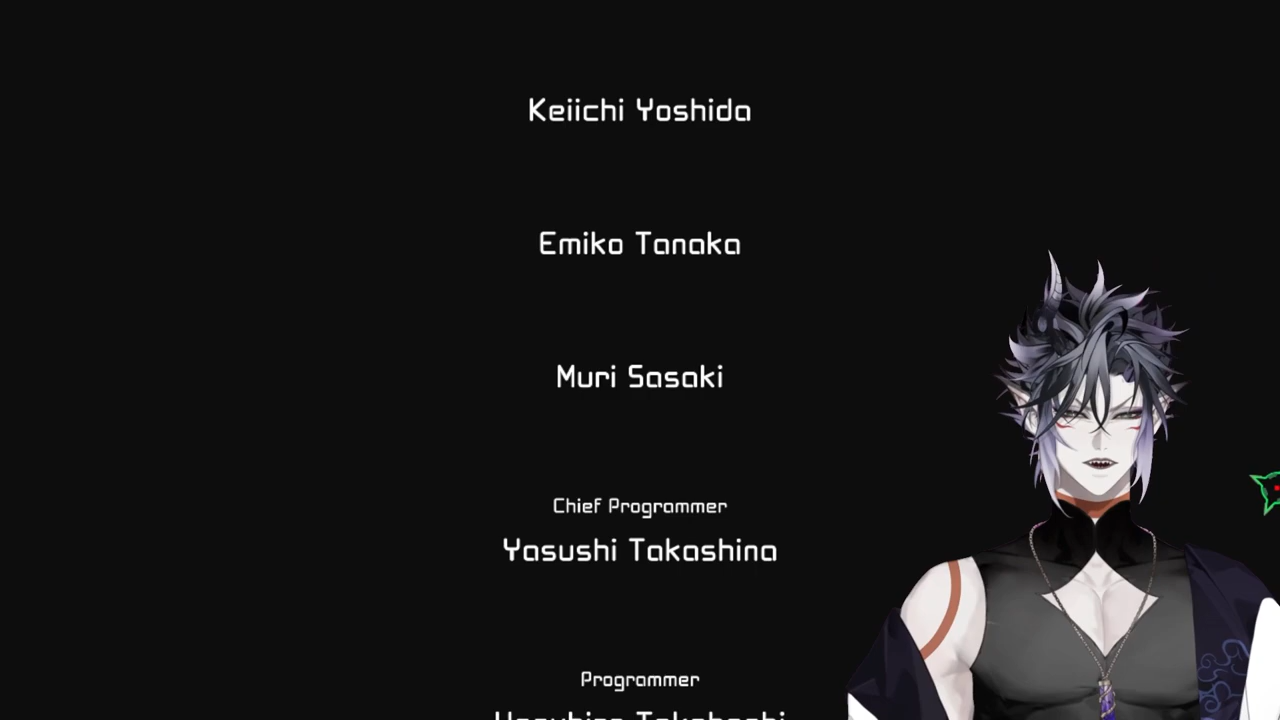 Keiichi Yoshida
Emiko Tanaka
Muri Sasaki
Chief Programmer
Yasushi Takashina
Programmer